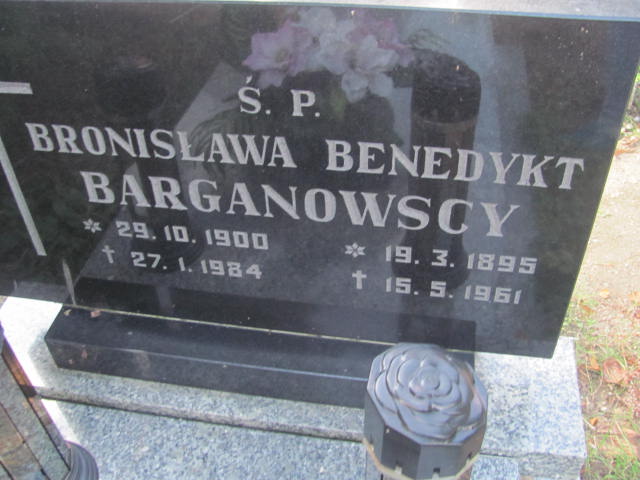 Ś. P.
BRONISŁAWA BENEDYKT
BARGANOWSCY
* 29. 10. 1900 * 19. 3. 1895
† 27. 1. 1984 † 15. 5. 1961